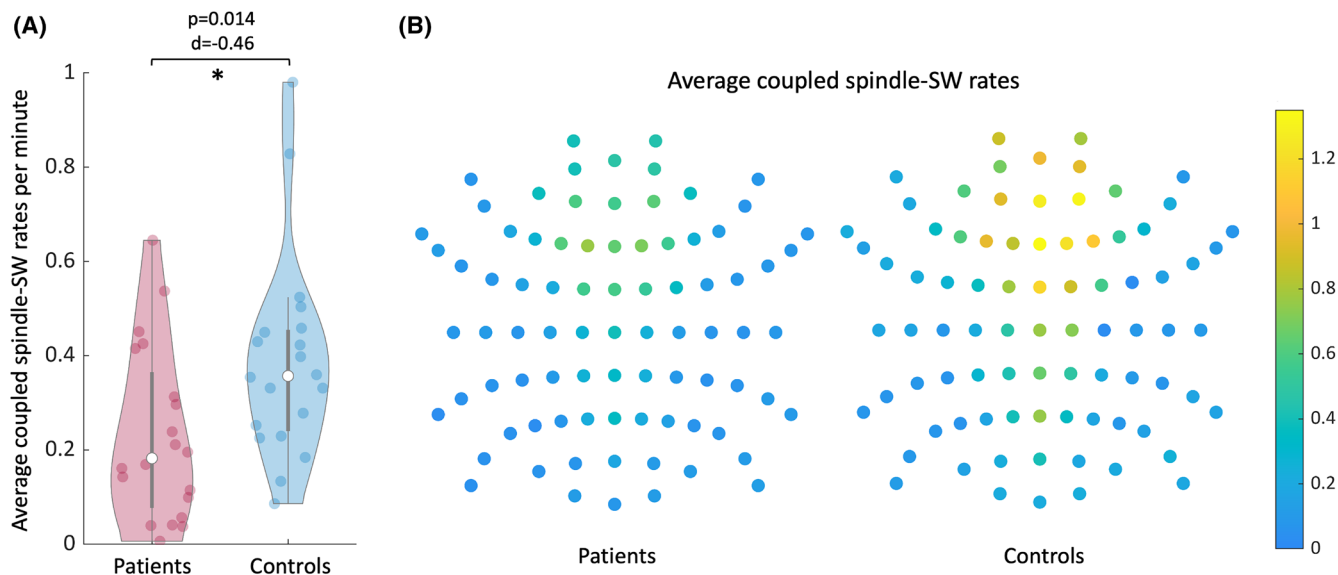 (A)
p=0.014
d=-0.46
*
Average coupled spindle-SW rates per minute
1
0.8
0.6
0.4
0.2
0
Patients Controls
(B)
Average coupled spindle-SW rates
Patients Controls
1.2
1
0.8
0.6
0.4
0.2
0